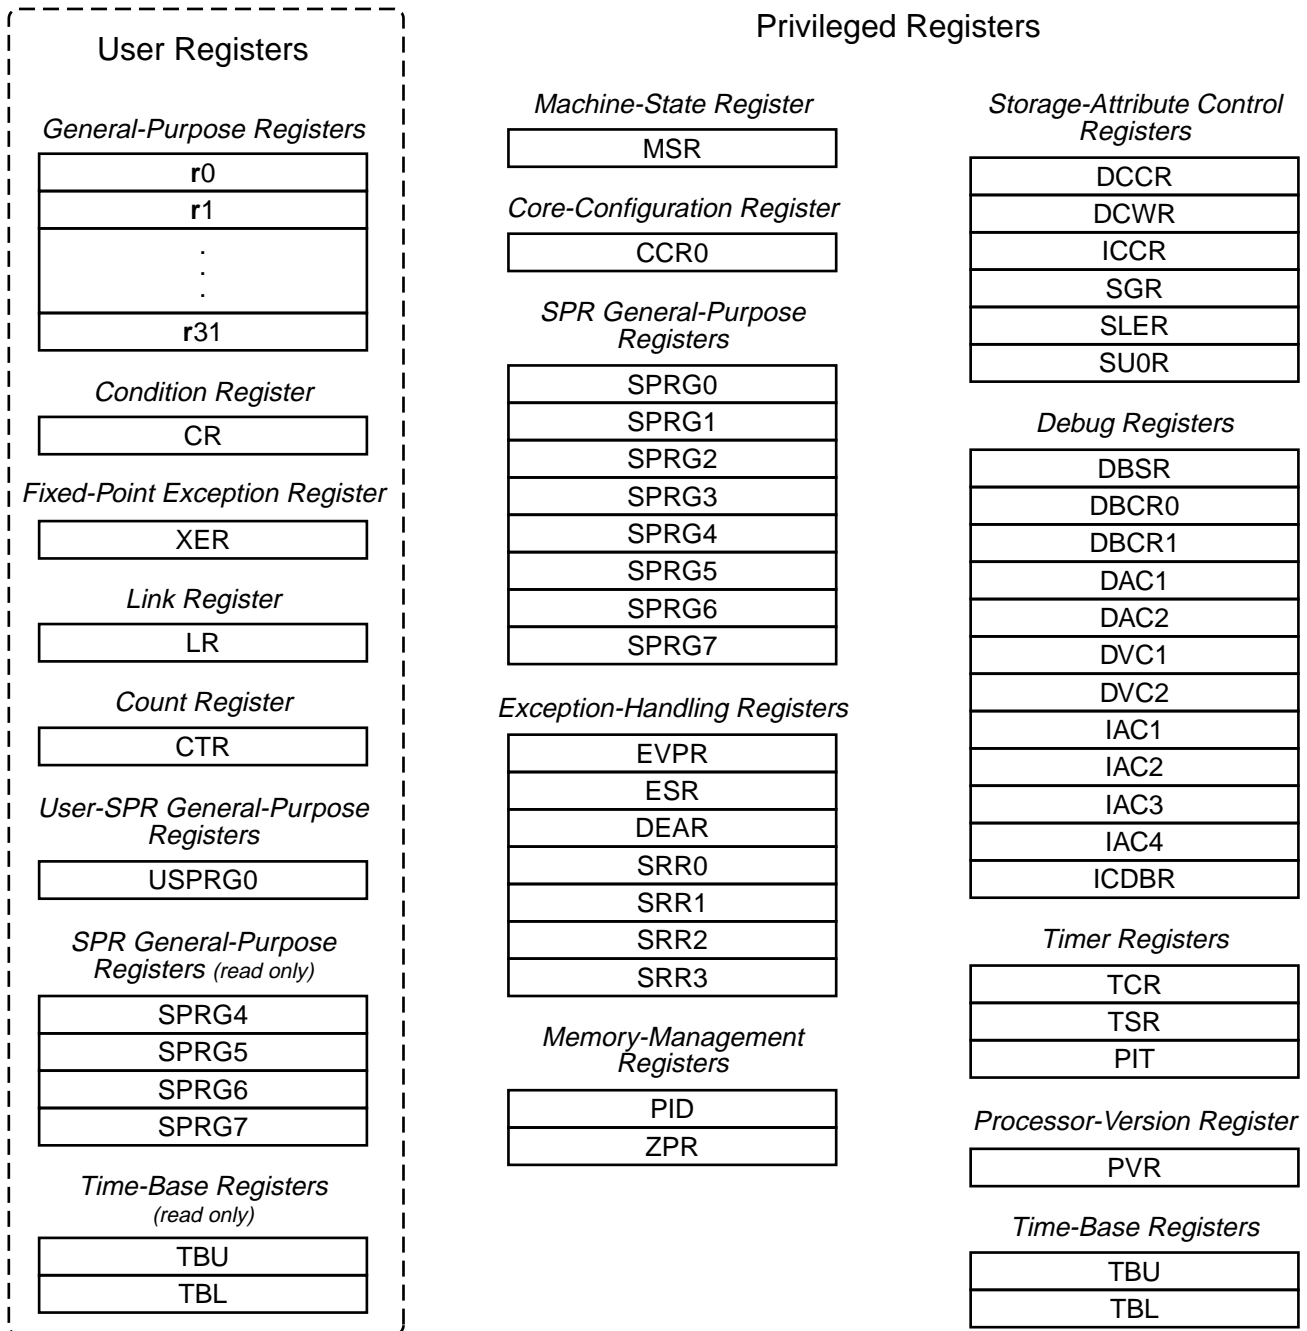 User Registers
General-Purpose Registers
r0
r1
.
.
.
r31
Condition Register
CR
Fixed-Point Exception Register
XER
Link Register
LR
Count Register
CTR
User-SPR General-Purpose
Registers
USPRG0
SPR General-Purpose
Registers (read only)
SPRG4
SPRG5
SPRG6
SPRG7
Time-Base Registers
(read only)
TBU
TBL
Privileged Registers
Machine-State Register
MSR
Core-Configuration Register
CCR0
SPR General-Purpose
Registers
SPRG0
SPRG1
SPRG2
SPRG3
SPRG4
SPRG5
SPRG6
SPRG7
Exception-Handling Registers
EVPR
ESR
DEAR
SRR0
SRR1
SRR2
SRR3
Memory-Management
Registers
PID
ZPR
Storage-Attribute Control
Registers
DCCR
DCWR
ICCR
SGR
SLER
SU0R
Debug Registers
DBSR
DBCR0
DBCR1
DAC1
DAC2
DVC1
DVC2
IAC1
IAC2
IAC3
IAC4
ICDBR
Timer Registers
TCR
TSR
PIT
Processor-Version Register
PVR
Time-Base Registers
TBU
TBL